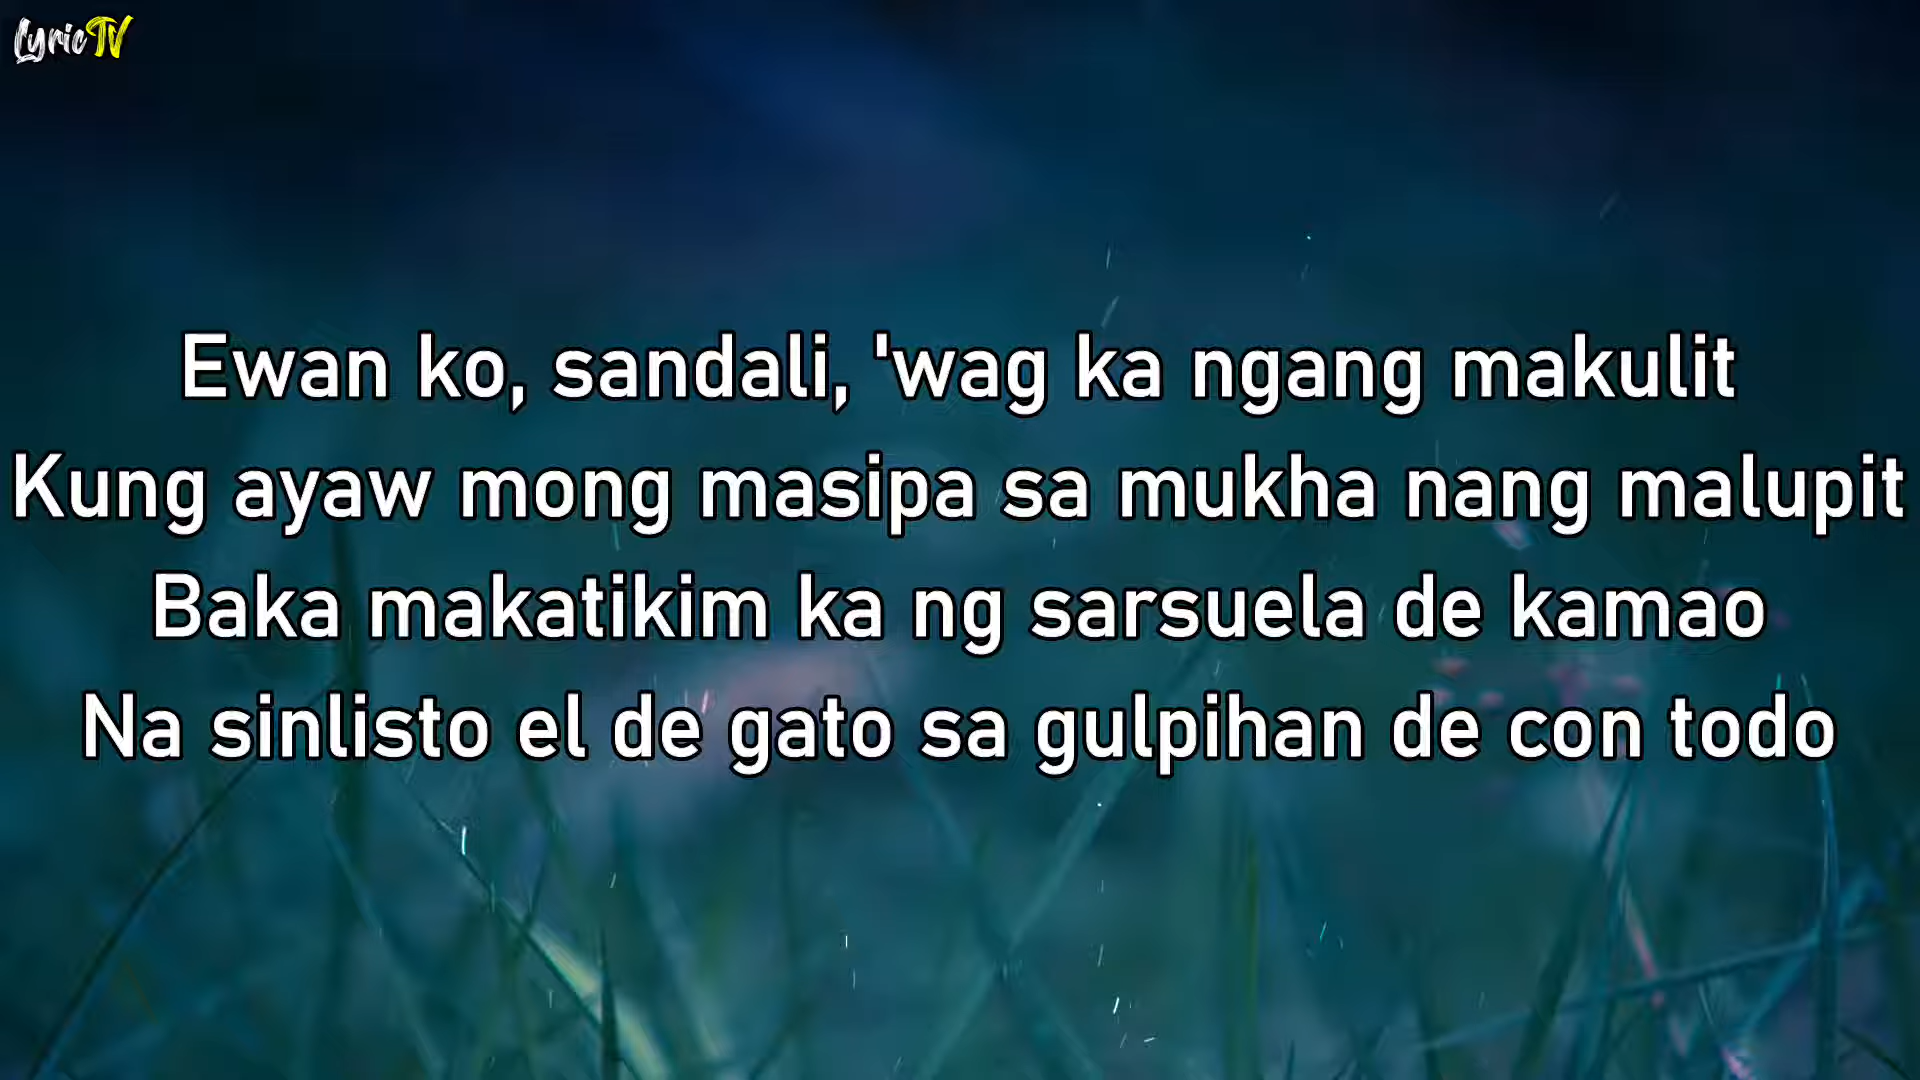 LyricTV
Ewan ko, sandali, 'wag ka ngang makulit
Kung ayaw mong masipa sa mukha nang malupit
Baka makatikim ka ng sarsuela de kamao
Na sinlisto el de gato sa gulpihan de con todo